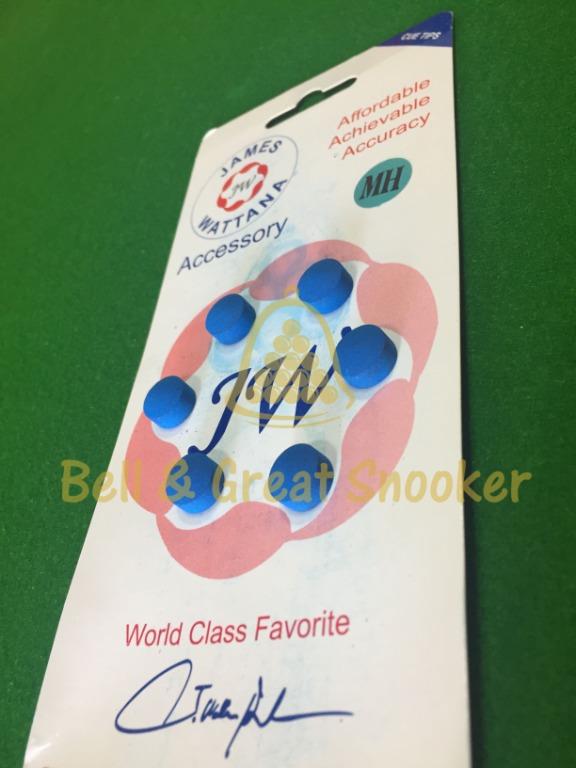 CUE TIPS
Affordable
Achievable
Accuracy
JAMES
JW
WATTANA
Accessory
MH
JW
Bell & Great Snooker
World Class Favorite